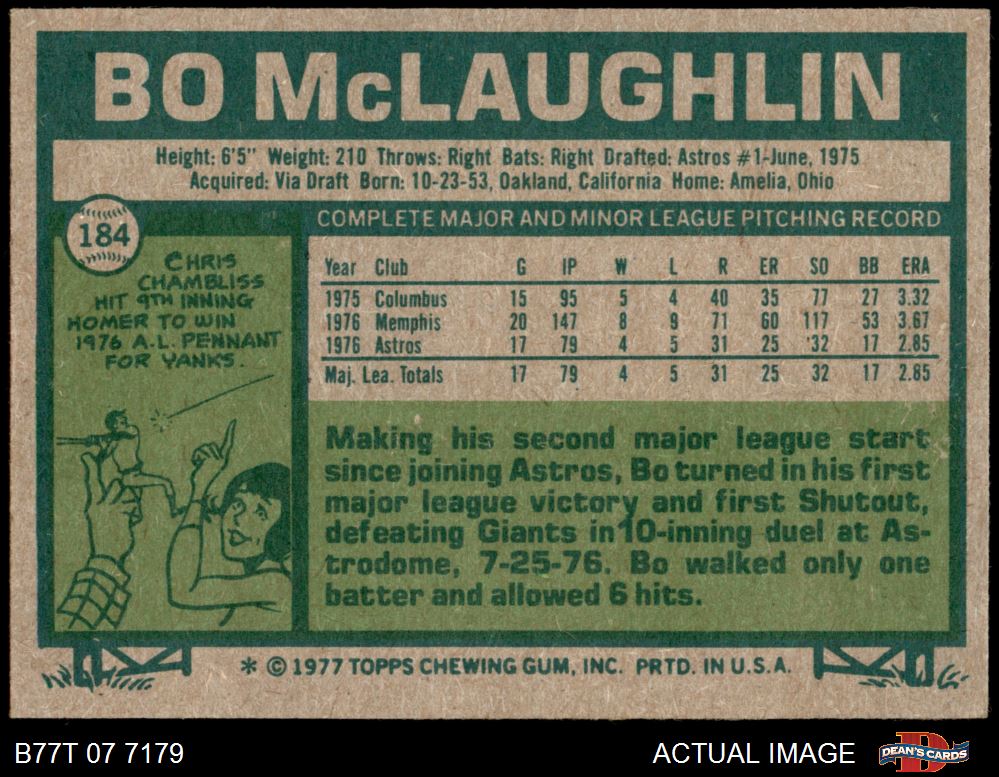 BO McLAUGHLIN
Height: 6'5" Weight: 210 Throws: Right Bats: Right Drafted: Astros #1-June, 1975
Acquired: Via Draft Born: 10-23-53, Oakland, California Home: Amelia, Ohio
184
CHRIS
CHAMBLISS
HIT 9TH INNING
HOMER TO WIN
1976 A.L. PENNANT
FOR YANKS.
COMPLETE MAJOR AND MINOR LEAGUE PITCHING RECORD
Year Club G IP W L R ER SO BB ERA
1975 Columbus 15 95 5 4 40 35 77 27 3.32
1976 Memphis 20 147 8 9 71 60 117 53 3.67
1976 Astros 17 79 4 5 31 25 32 17 2.85
Maj. Lea. Totals 17 79 4 5 31 25 32 17 2.85
Making his second major league start
since joining Astros, Bo turned in his first
major league victory and first Shutout,
defeating Giants in 10-inning duel at As-
trodome, 7-25-76. Bo walked only one
batter and allowed 6 hits.
* © 1977 TOPPS CHEWING GUM, INC. PRTD. IN U.S.A.
B77T 07 7179
ACTUAL IMAGE
DEAN'S CARDS